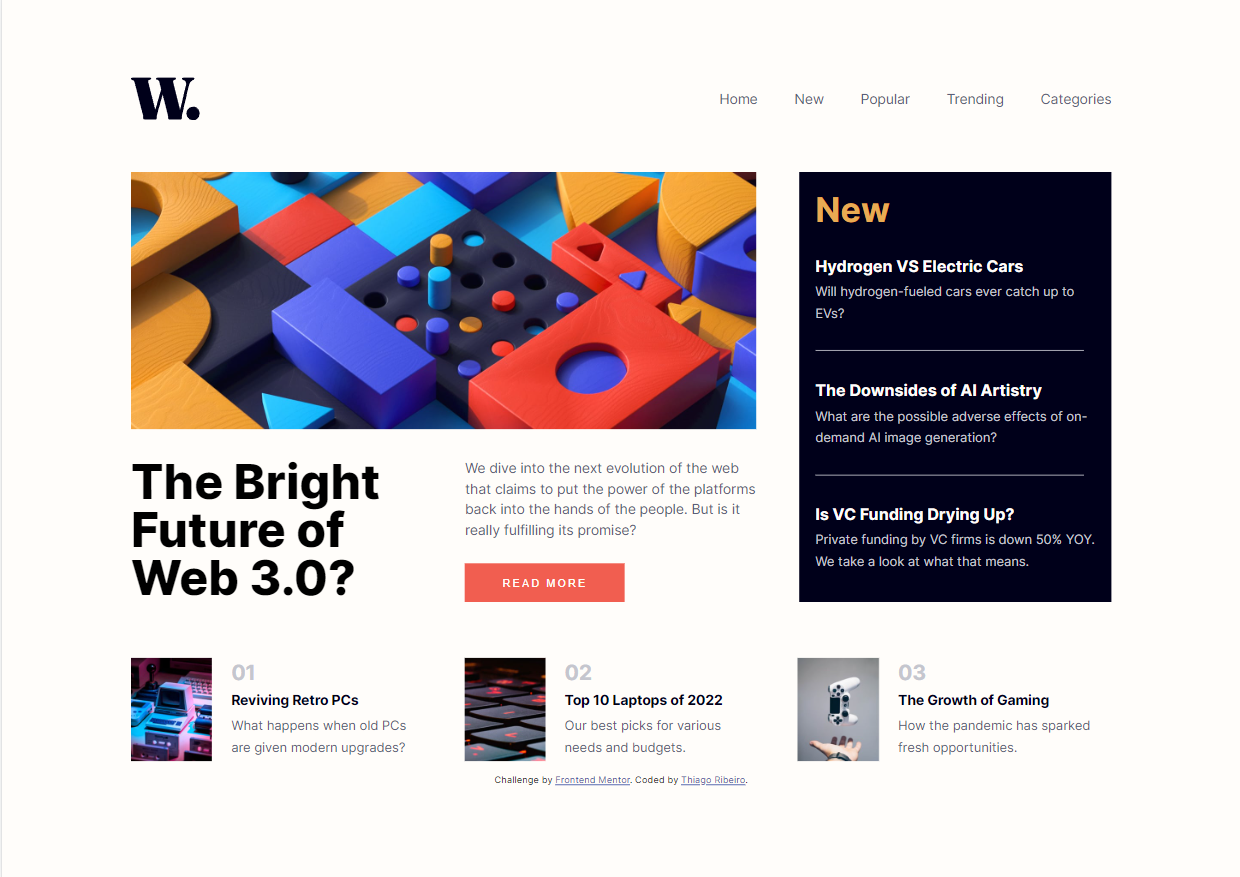 W.
Home New Popular Trending Categories
New
Hydrogen VS Electric Cars
Will hydrogen-fueled cars ever catch up to
EVs?
The Downsides of AI Artistry
What are the possible adverse effects of on-
demand AI image generation?
Is VC Funding Drying Up?
Private funding by VC firms is down 50% YOY.
We take a look at what that means.
The Bright
Future of
Web 3.0?
We dive into the next evolution of the web
that claims to put the power of the platforms
back into the hands of the people. But is it
really fulfilling its promise?
READ MORE
01
Reviving Retro PCs
What happens when old PCs
are given modern upgrades?
02
Top 10 Laptops of 2022
Our best picks for various
needs and budgets.
03
The Growth of Gaming
How the pandemic has sparked
fresh opportunities.
Challenge by Frontend Mentor. Coded by Thiago Ribeiro.